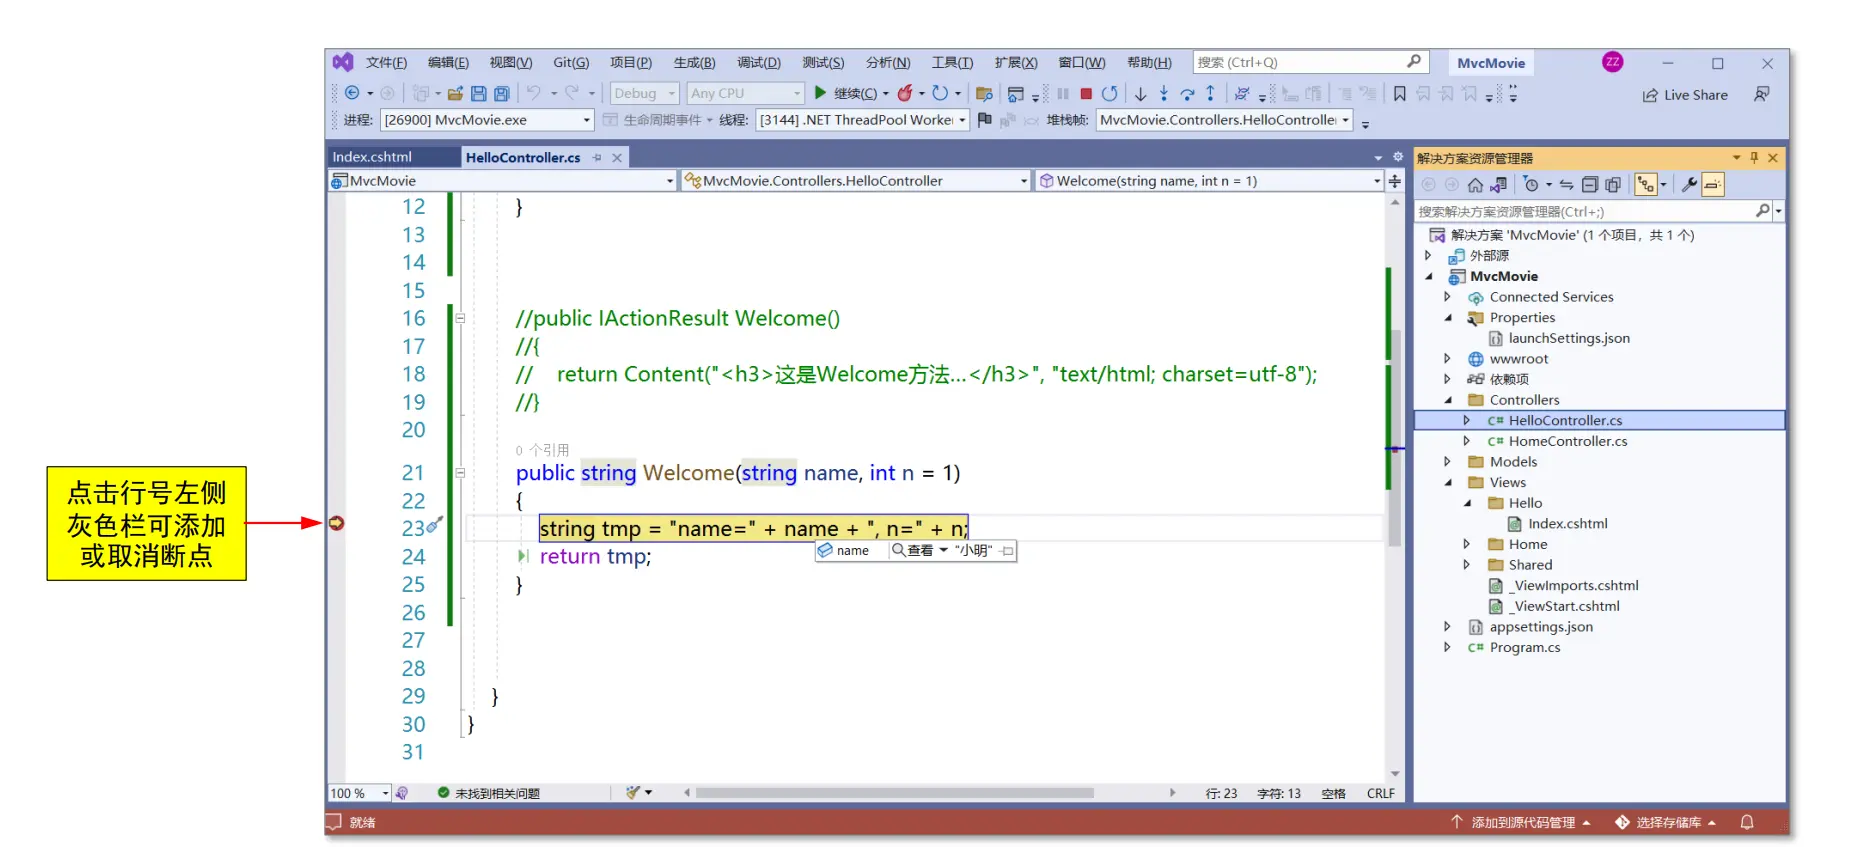 文件(F) 编辑(E) 视图(V) Git(G) 项目(P) 生成(B) 调试(D) 测试(S) 分析(N) 工具(T) 扩展(X) 窗口(W) 帮助(H) 搜索 (Ctrl+Q) MvcMovie ZZ
Debug Any CPU 继续(C) Live Share
进程: [26900] MvcMovie.exe 生命周期事件 线程: [3144] .NET ThreadPool Worker 堆栈帧: MvcMovie.Controllers.HelloController
Index.cshtml HelloController.cs
MvcMovie MvcMovie.Controllers.HelloController Welcome(string name, int n = 1)
12 }
13
14
15
16 //public IActionResult Welcome()
17 //{
18 // return Content("<h3>这是Welcome方法...</h3>", "text/html; charset=utf-8");
19 //}
20
0 个引用
21 public string Welcome(string name, int n = 1)
22 {
23 string tmp = "name=" + name + ", n=" + n;
name 查看 "小明"
24 return tmp;
25 }
26
27
28
29 }
30 }
31
点击行号左侧
灰色栏可添加
或取消断点
100 % 未找到相关问题 行: 23 字符: 13 空格 CRLF
解决方案资源管理器
搜索解决方案资源管理器(Ctrl+;)
解决方案 'MvcMovie' (1 个项目，共 1 个)
外部源
MvcMovie
Connected Services
Properties
launchSettings.json
wwwroot
依赖项
Controllers
C# HelloController.cs
C# HomeController.cs
Models
Views
Hello
Index.cshtml
Home
Shared
_ViewImports.cshtml
_ViewStart.cshtml
appsettings.json
C# Program.cs
就绪 添加到源代码管理 选择存储库